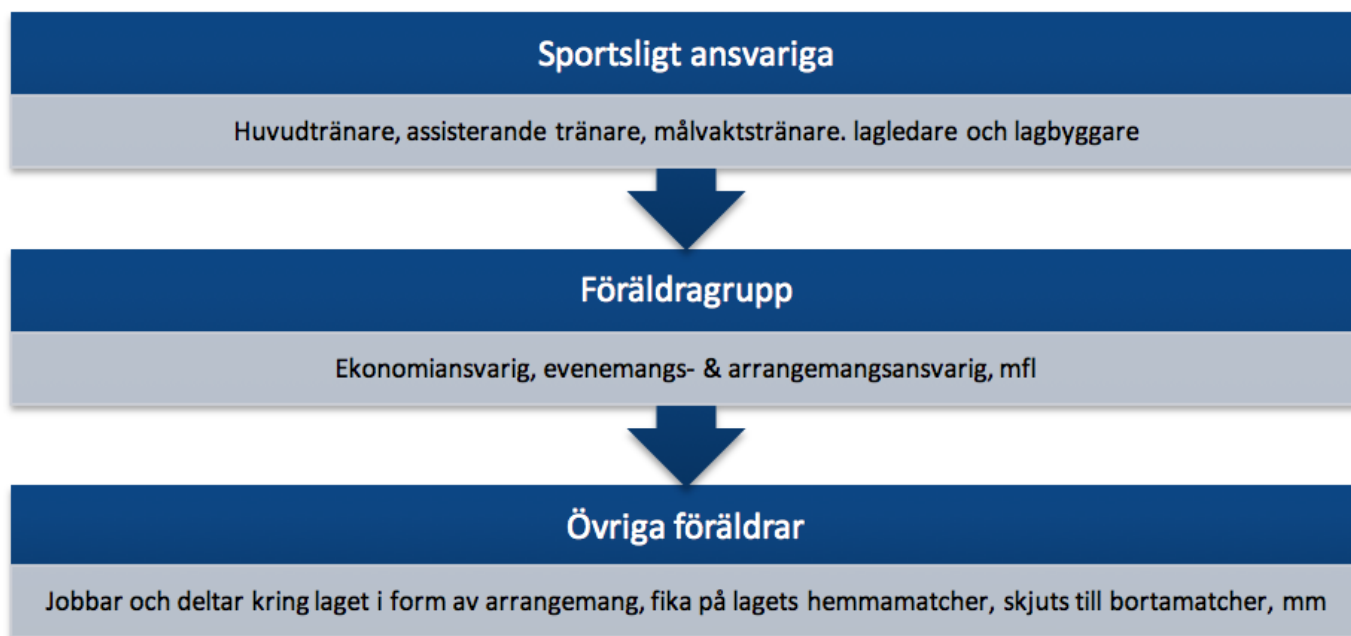 Sportsligt ansvariga
Huvudtränare, assisterande tränare, målvaktstränare. lagledare och lagbyggare
Föräldragrupp
Ekonomiansvarig, evenemangs- & arrangemangsansvarig, mfl
Övriga föräldrar
Jobbar och deltar kring laget i form av arrangemang, fika på lagets hemmamatcher, skjuts till bortamatcher, mm